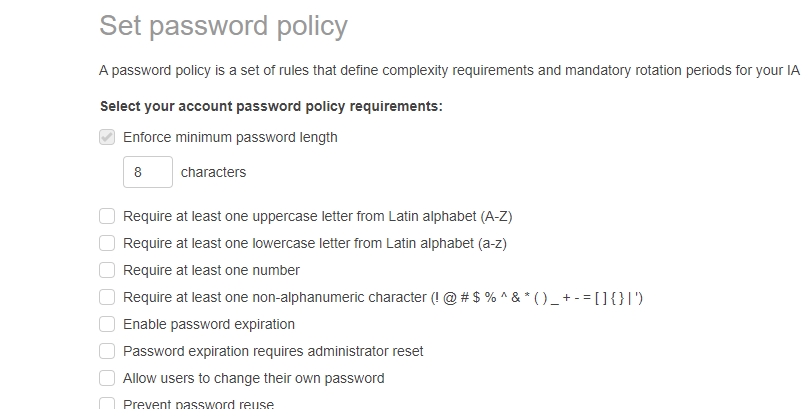 Set password policy
A password policy is a set of rules that define complexity requirements and mandatory rotation periods for your IA
Select your account password policy requirements:
Enforce minimum password length
8 characters
Require at least one uppercase letter from Latin alphabet (A-Z)
Require at least one lowercase letter from Latin alphabet (a-z)
Require at least one number
Require at least one non-alphanumeric character (! @ # $ % ^ & * ( ) _ + - = [ ] { } | ')
Enable password expiration
Password expiration requires administrator reset
Allow users to change their own password
Prevent password reuse